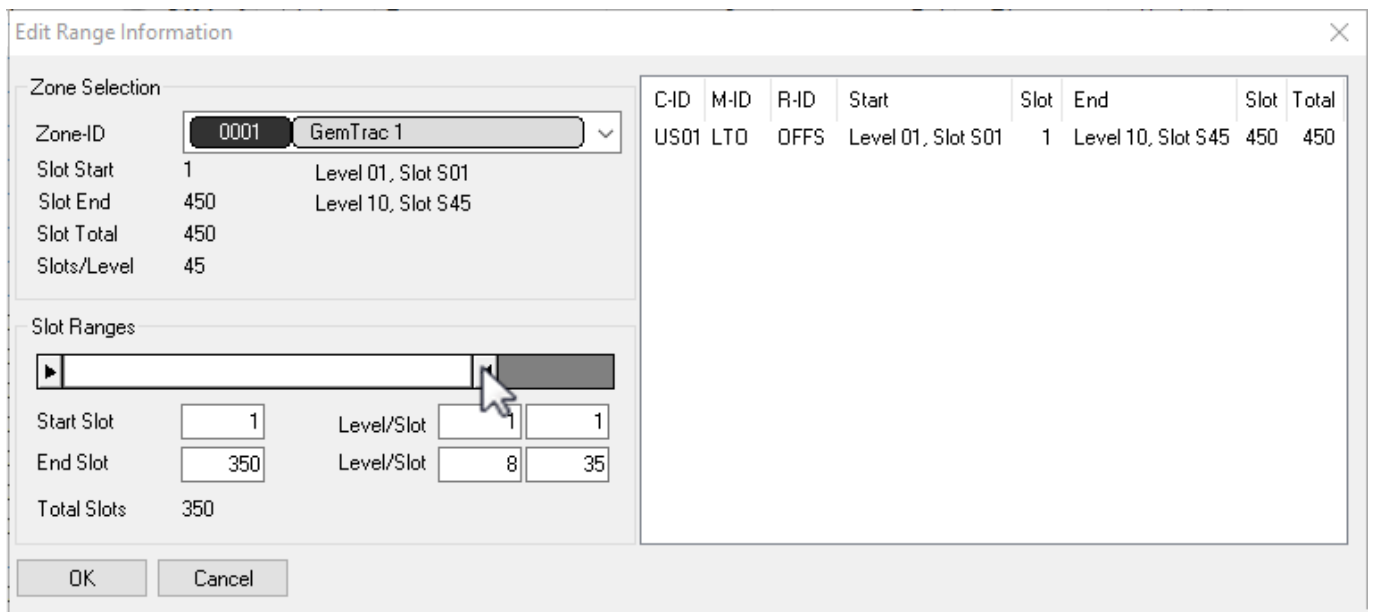 Edit Range Information
Zone Selection
Zone-ID 0001 GemTrac 1
Slot Start 1 Level 01, Slot S01
Slot End 450 Level 10, Slot S45
Slot Total 450
Slots/Level 45
Slot Ranges
Start Slot 1 Level/Slot 1 1
End Slot 350 Level/Slot 8 35
Total Slots 350
OK Cancel
C-ID M-ID R-ID Start Slot End Slot Total
US01 LTO OFFS Level 01, Slot S01 1 Level 10, Slot S45 450 450